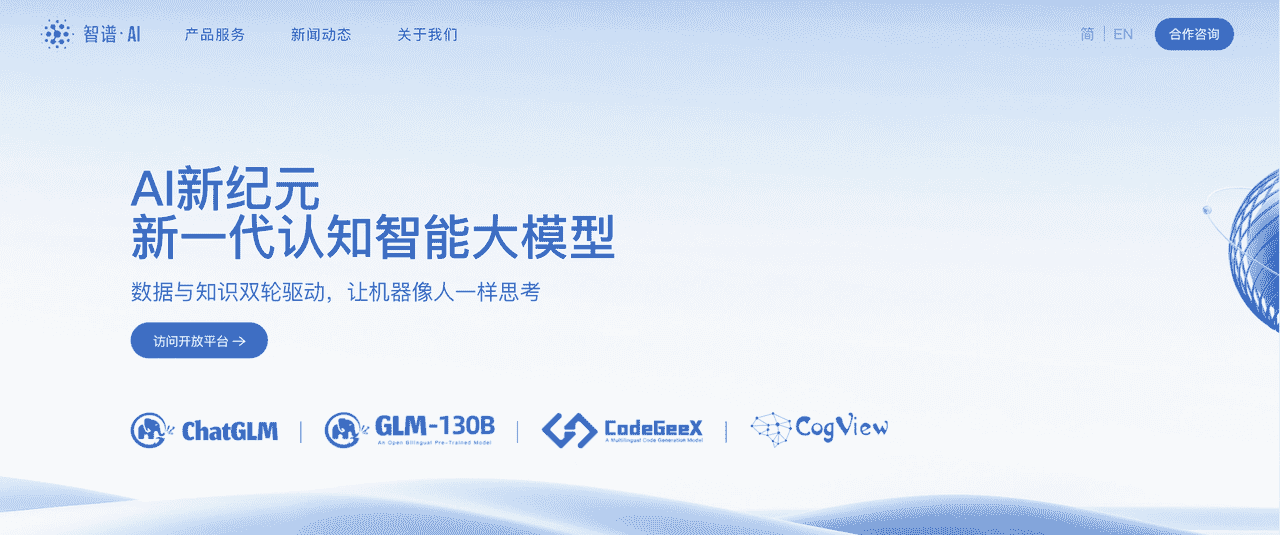 智谱·AI 产品服务 新闻动态 关于我们 简 | EN 合作咨询
AI新纪元
新一代认知智能大模型
数据与知识双轮驱动，让机器像人一样思考
访问开放平台 →
ChatGLM | GLM-130B | CodeGeeX | CogView
An Open Bilingual Pre-Trained Model
A Multilingual Code Generation Model